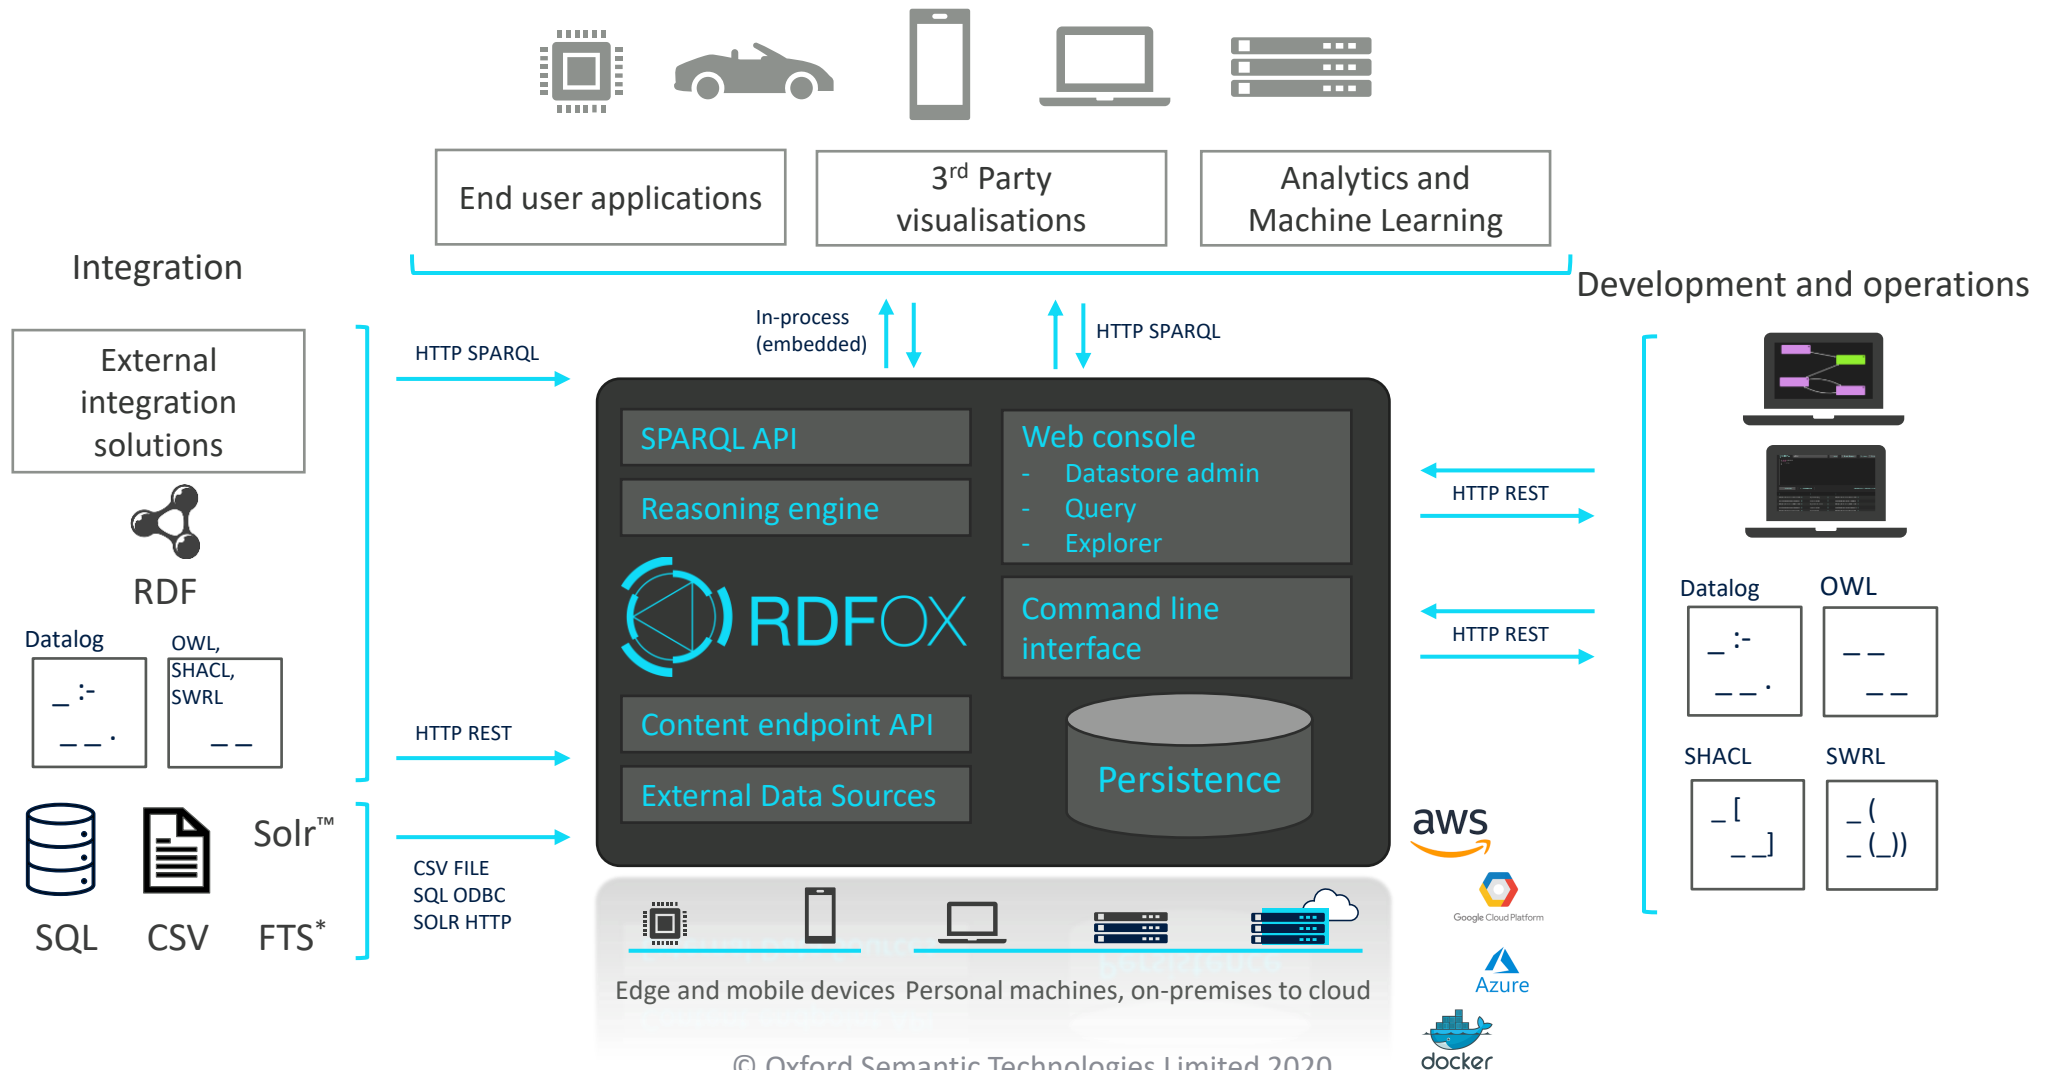 End user applications
3rd Party
visualisations
Analytics and
Machine Learning
Integration
Development and operations
External
integration
solutions
RDF
Datalog
_ :-
_ _ .
OWL,
SHACL,
SWRL
_ _
SQL
CSV
Solr™
FTS*
HTTP SPARQL
HTTP REST
CSV FILE
SQL ODBC
SOLR HTTP
In-process
(embedded)
HTTP SPARQL
SPARQL API
Reasoning engine
RDFOX
Content endpoint API
External Data Sources
Web console
- Datastore admin
- Query
- Explorer
Command line
interface
Persistence
HTTP REST
HTTP REST
Datalog
_ :-
_ _ .
OWL
_ _
_ _
SHACL
_ [
_ _]
SWRL
_ (
_ (_))
aws
Google Cloud Platform
Azure
docker
Edge and mobile devices
Personal machines, on-premises to cloud
© Oxford Semantic Technologies Limited 2020